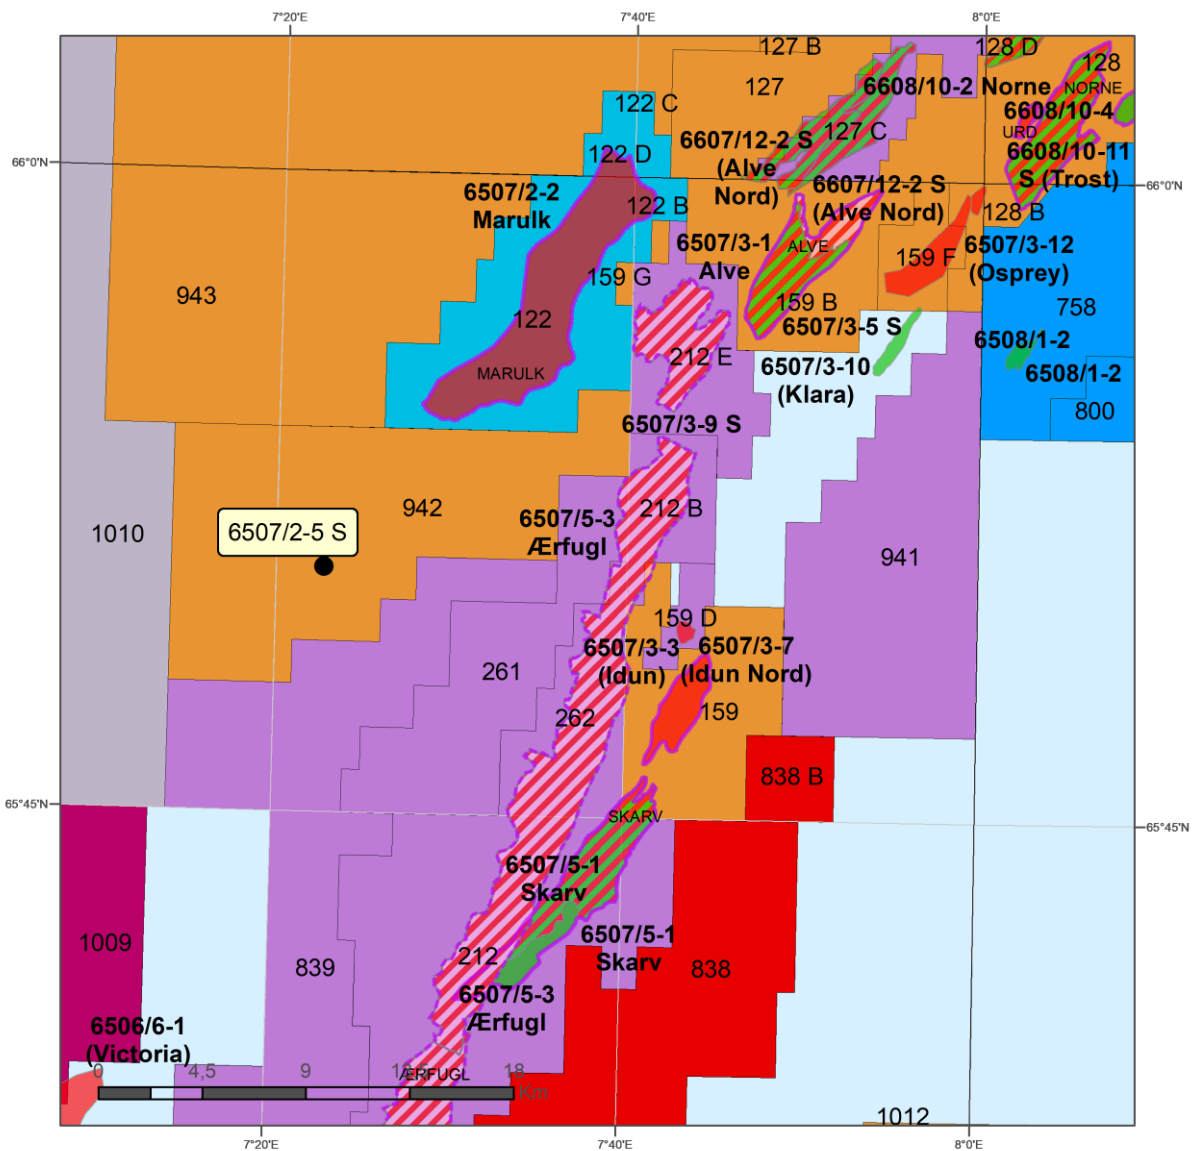 7°20'E
7°40'E
8°0'E
127 B
128 D
128
127
6608/10-2 Norne
NORNE
122 C
6608/10-4
127 C
URD
6607/12-2 S
(Alve
Nord)
122 D
6608/10-11
S (Trost)
66°0'N
66°0'N
6507/2-2
Marulk
6607/12-2 S
(Alve Nord)
122 B
128 B
6507/3-1
Alve
ALVE
159 F
6507/3-12
(Osprey)
159 G
943
159 B
758
122
6507/3-5 S
6508/1-2
212 E
6507/3-10
(Klara)
MARULK
6508/1-2
800
6507/3-9 S
942
212 B
6507/2-5 S
1010
6507/5-3
Ærfugl
941
159 D
6507/3-3
(Idun)
6507/3-7
(Idun Nord)
261
262
159
838 B
65°45'N
SKARV
65°45'N
6507/5-1
Skarv
1009
6507/5-1
Skarv
212
839
838
6507/5-3
Ærfugl
6506/6-1
(Victoria)
0
4,5
9
18
ÆRFUGL
Km
1012
7°20'E
7°40'E
8°0'E